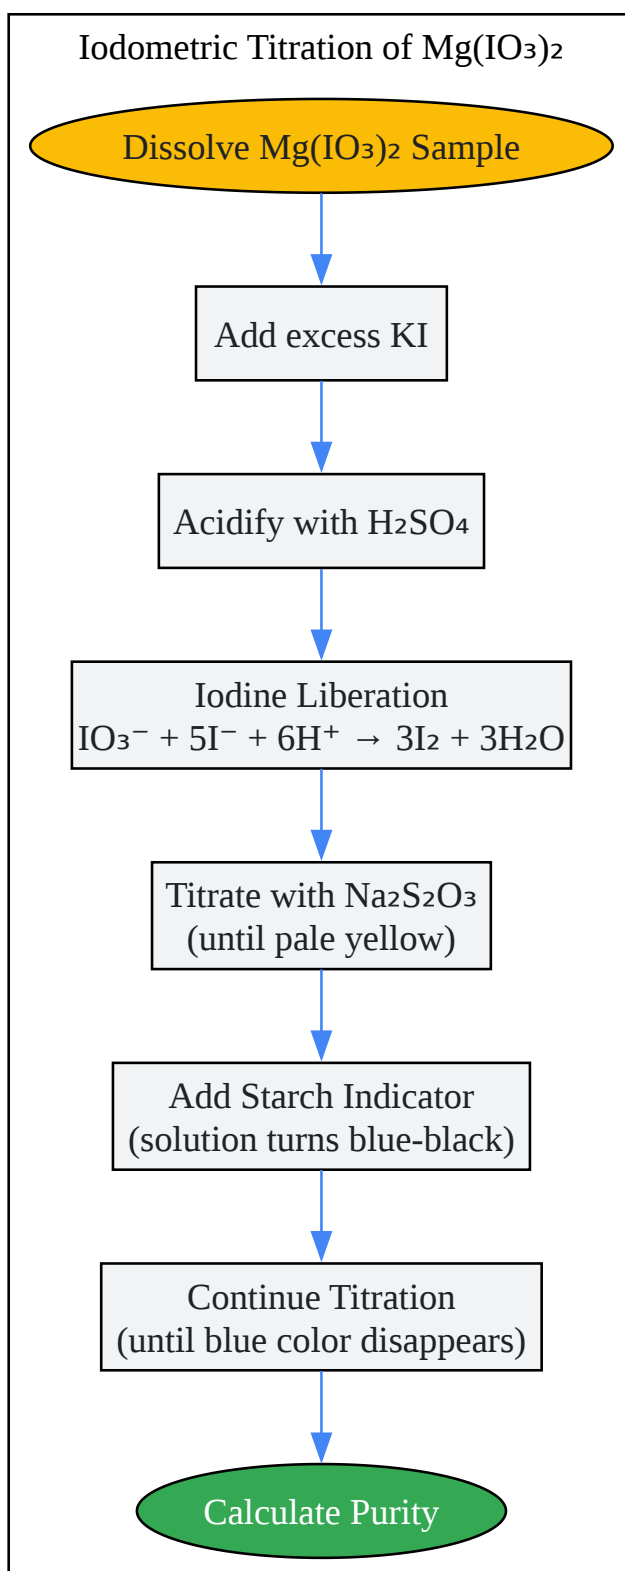 Iodometric Titration of Mg(IO₃)₂
Dissolve Mg(IO₃)₂ Sample
Add excess KI
Acidify with H₂SO₄
Iodine Liberation
IO₃⁻ + 5I⁻ + 6H⁺ → 3I₂ + 3H₂O
Titrate with Na₂S₂O₃
(until pale yellow)
Add Starch Indicator
(solution turns blue-black)
Continue Titration
(until blue color disappears)
Calculate Purity